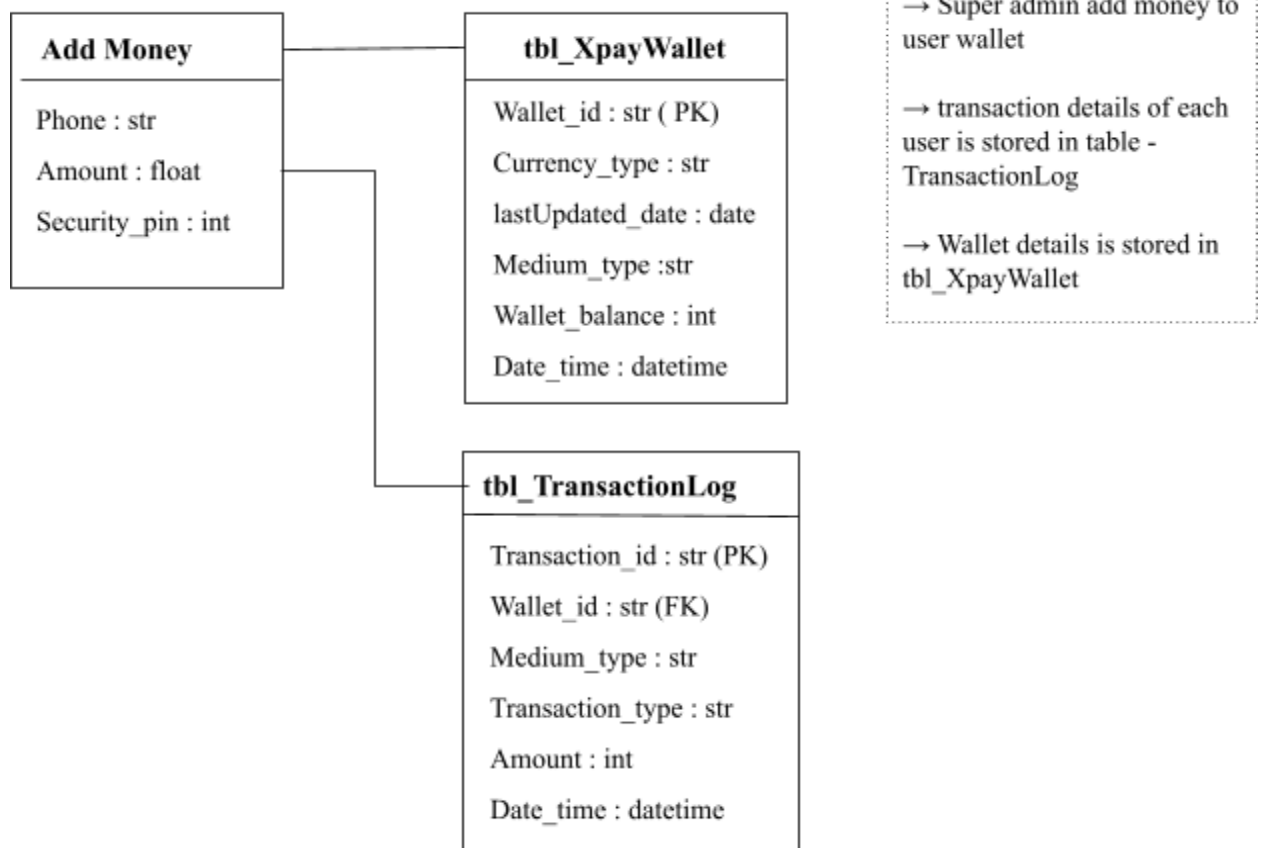 Add Money
Phone : str
Amount : float
Security_pin : int
tbl_XpayWallet
Wallet_id : str ( PK)
Currency_type : str
lastUpdated_date : date
Medium_type :str
Wallet_balance : int
Date_time : datetime
tbl_TransactionLog
Transaction_id : str (PK)
Wallet_id : str (FK)
Medium_type : str
Transaction_type : str
Amount : int
Date_time : datetime
→ Super admin add money to
user wallet
→ transaction details of each
user is stored in table -
TransactionLog
→ Wallet details is stored in
tbl_XpayWallet